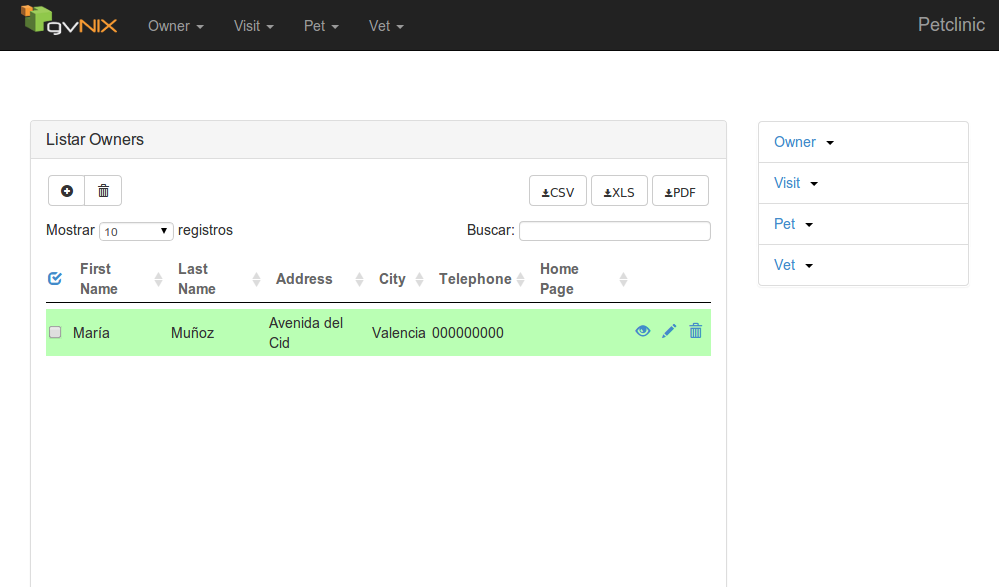 gvNIX Owner Visit Pet Vet Petclinic
Listar Owners
CSV XLS PDF
Mostrar 10 registros Buscar:
First Name Last Name Address City Telephone Home Page
María Muñoz Avenida del Cid Valencia 000000000
Owner
Visit
Pet
Vet